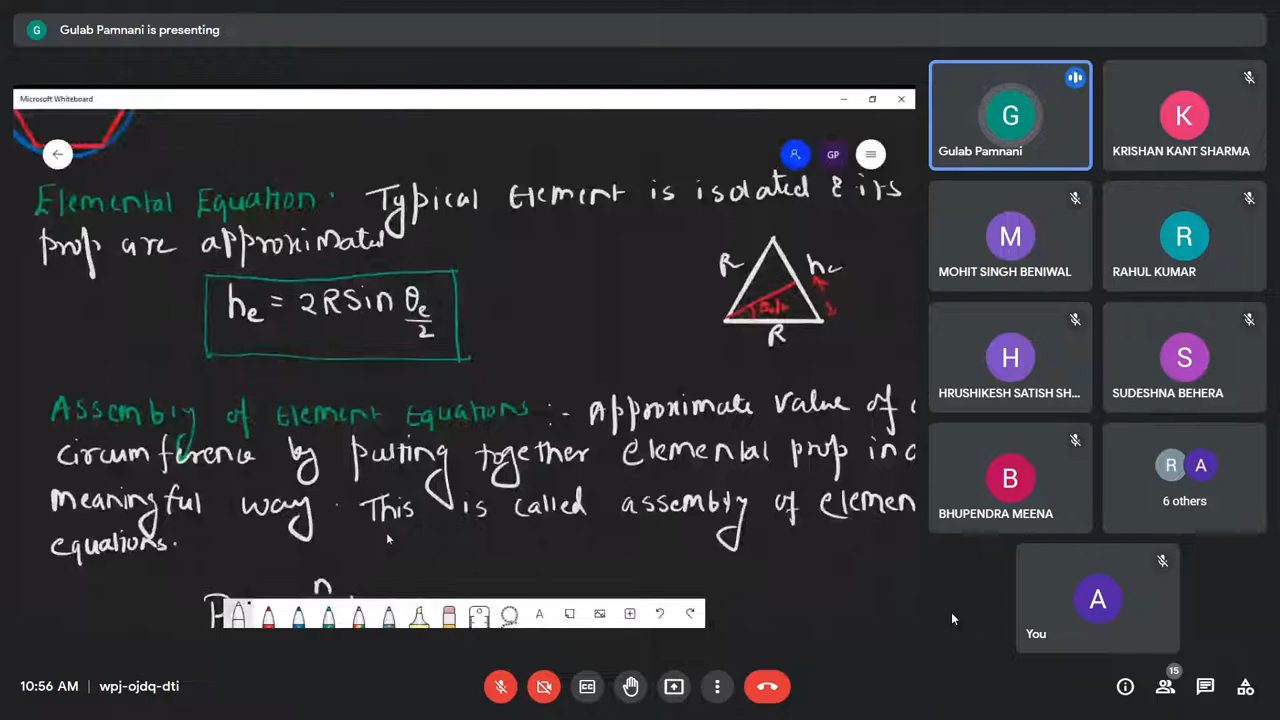 G
Gulab Pamnani is presenting
Microsoft Whiteboard
GP
Elemental Equation. Typical Element is isolated & its
prop are approximated
he = 2R Sin θe/2
R
he
R
Assembly of Element Equations :- Approximate value of
circumference by putting together elemental prop in a
meaningful way. This is called assembly of elemen
equations.
n
A
G
Gulab Pamnani
K
KRISHAN KANT SHARMA
M
MOHIT SINGH BENIWAL
R
RAHUL KUMAR
H
HRUSHIKESH SATISH SH...
S
SUDESHNA BEHERA
B
BHUPENDRA MEENA
R
A
6 others
A
You
10:56 AM
wpj-ojdq-dti
CC
15